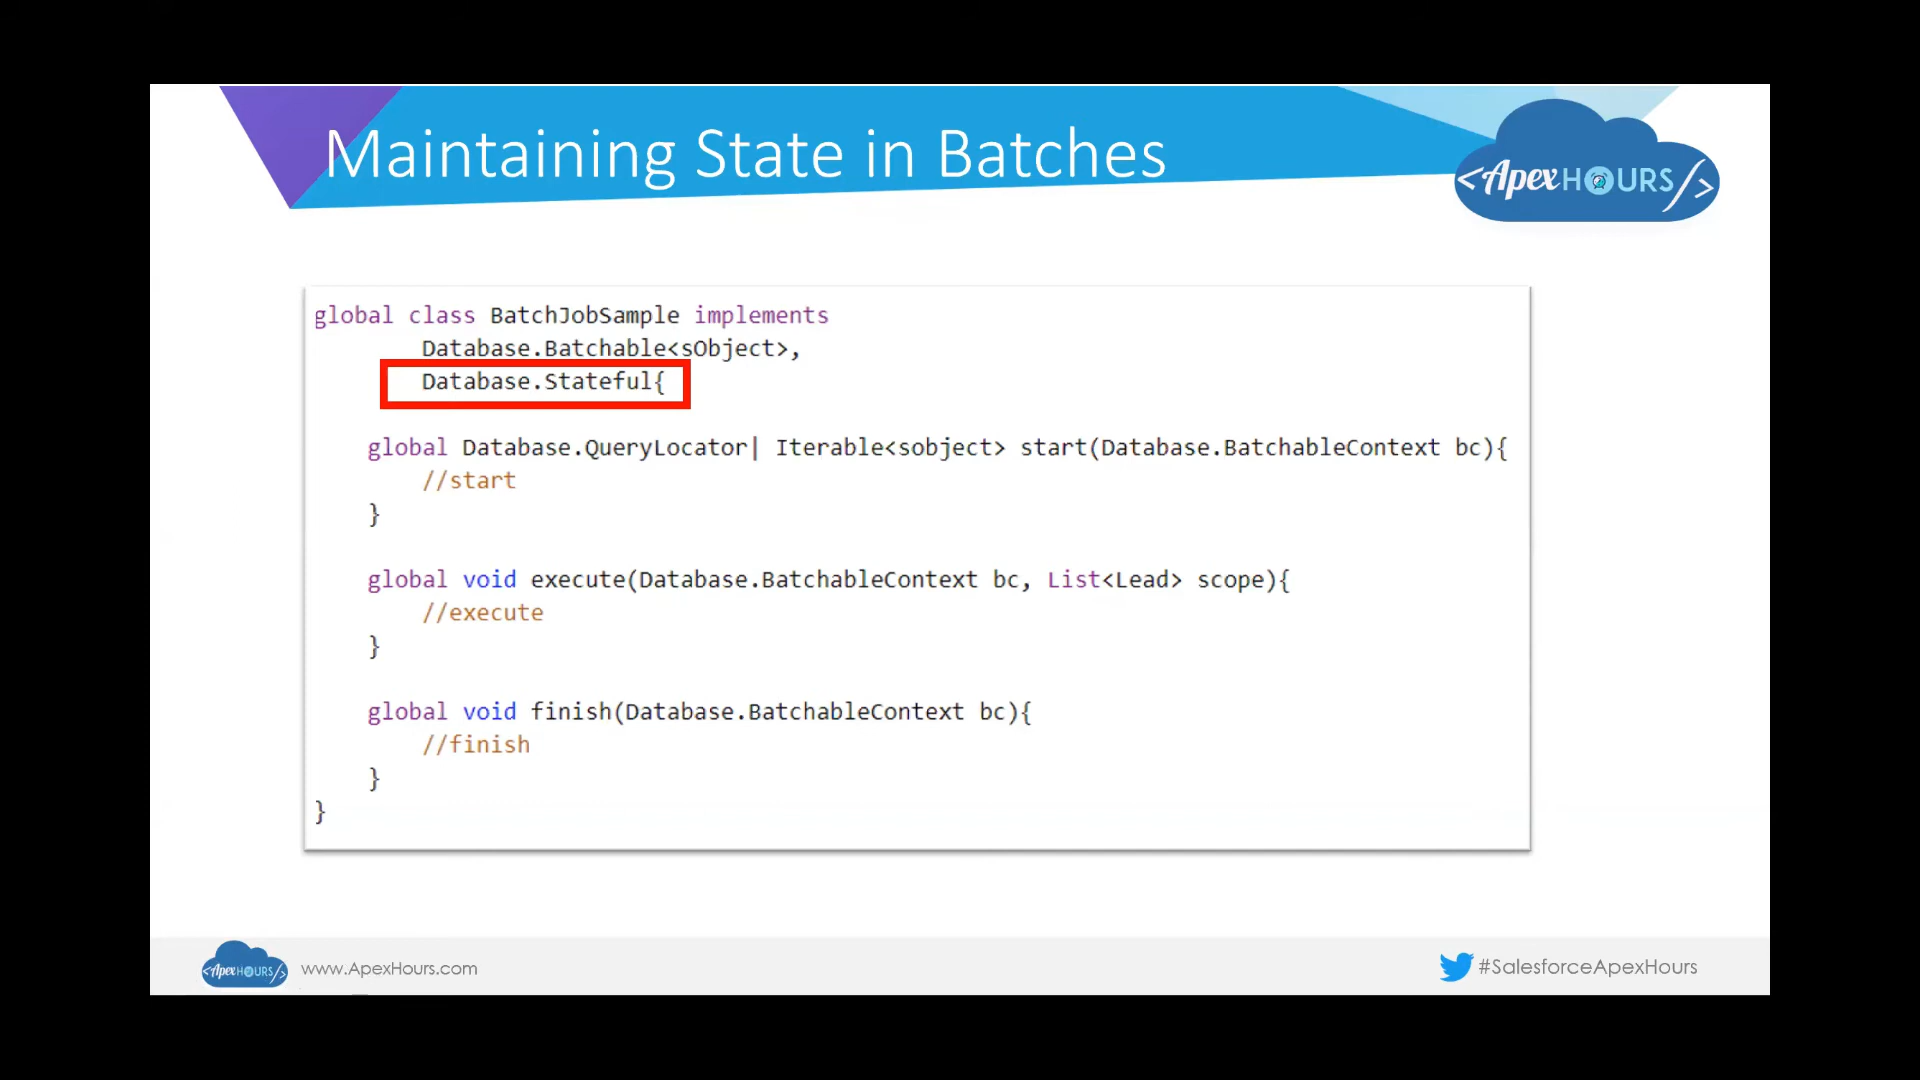 Maintaining State in Batches
<ApexHOURS/>
global class BatchJobSample implements
Database.Batchable<sObject>,
Database.Stateful{
global Database.QueryLocator| Iterable<sobject> start(Database.BatchableContext bc){
//start
}
global void execute(Database.BatchableContext bc, List<Lead> scope){
//execute
}
global void finish(Database.BatchableContext bc){
//finish
}
}
<ApexHOURS/>
www.ApexHours.com
#SalesforceApexHours